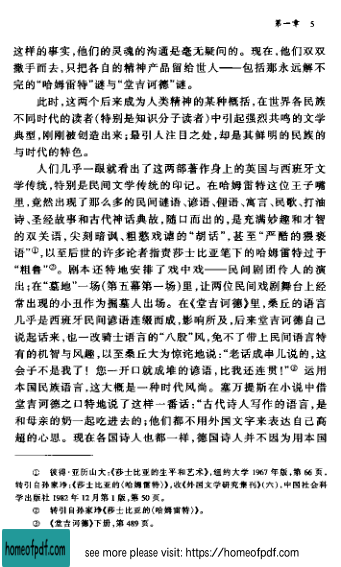 第一章 5
这样的事实,他们的灵魂的沟通是毫无疑问的。现在,他们双双
撒手而去,只把各自的精神产品留给世人——包括那永远解不
完的“哈姆雷特”谜与“堂吉诃德”谜。
此时,这两个后来成为人类精神的某种概括,在世界各民族
不同时代的读者(特别是知识分子读者)中引起强烈共鸣的文学
典型,刚刚被创造出来;最引人注目之处,却是其鲜明的民族的
与时代的特色。
人们几乎一眼就看出了这两部著作身上的英国与西班牙文
学传统,特别是民间文学传统的印记。在哈姆雷特这位王子嘴
里,竟然出现了那么多的民间谜语、谚语、俚语、寓言、民歌、打油
诗、圣经故事和古代神话典故,随口而出的,是充满妙趣和才智
的双关语,尖刻暗讽、粗憨戏谑的“胡话”,甚至“严酷的猥亵
语”①,以至后世的许多论者指责莎士比亚笔下的哈姆雷特过于
“粗鲁”②。剧本还特地安排了戏中戏——民间剧团伶人的演
出;在“墓地”一场(第五幕第一场)里,让两位民间戏剧舞台上经
常出现的小丑作为掘墓人出场。在《堂吉诃德》里,桑丘的语言
几乎是西班牙民间谚语连缀而成,影响所及,后来堂吉诃德自己
说起话来,也一改骑士语言的“八股”风,免不了带上民间语言特
有的机智与风趣,以至桑丘大为惊诧地说:“老话成串儿说的,这
会子不是我了!您一开口就成堆的谚语,比我还连贯!”③ 运用
本国民族语言,这大概是一种时代风尚。塞万提斯在小说中借
堂吉诃德之口特地说了这样一番话:“古代诗人写作的语言,是
和母亲的奶一起吃进去的;他们都不用外国文字来表达自己高
超的心思。现在各国诗人也都一样,德国诗人并不因为用本国
① 彼得·亚历山大:《莎士比亚的生平和艺术》,纽约大学 1967 年版,第 66 页,
转引自孙家琇:《莎士比亚的〈哈姆雷特〉》,收《外国文学研究集刊》(六),中国社会科
学出版社 1982 年 12 月第 1 版,第 50 页。
② 转引自孙家琇《莎士比亚的〈哈姆雷特〉》。
③ 《堂吉诃德》下册,第 489 页。
homeofpdf.com see more please visit: https://homeofpdf.com